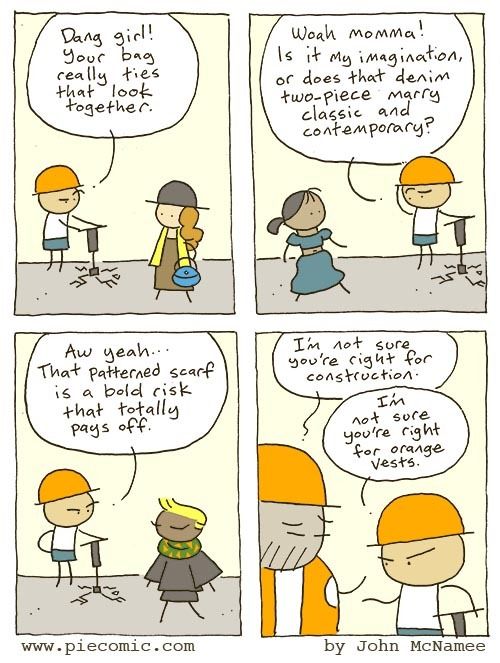 Dang girl!
Your bag
really ties
that look
together.
Woah momma!
Is it my imagination,
or does that denim
two-piece marry
classic and
contemporary?
Aw yeah...
That patterned scarf
is a bold risk
that totally
pays off.
I'm not sure
you're right for
construction.
I'm
not sure
you're right
for orange
vests.
www.piecomic.com
by John McNamee